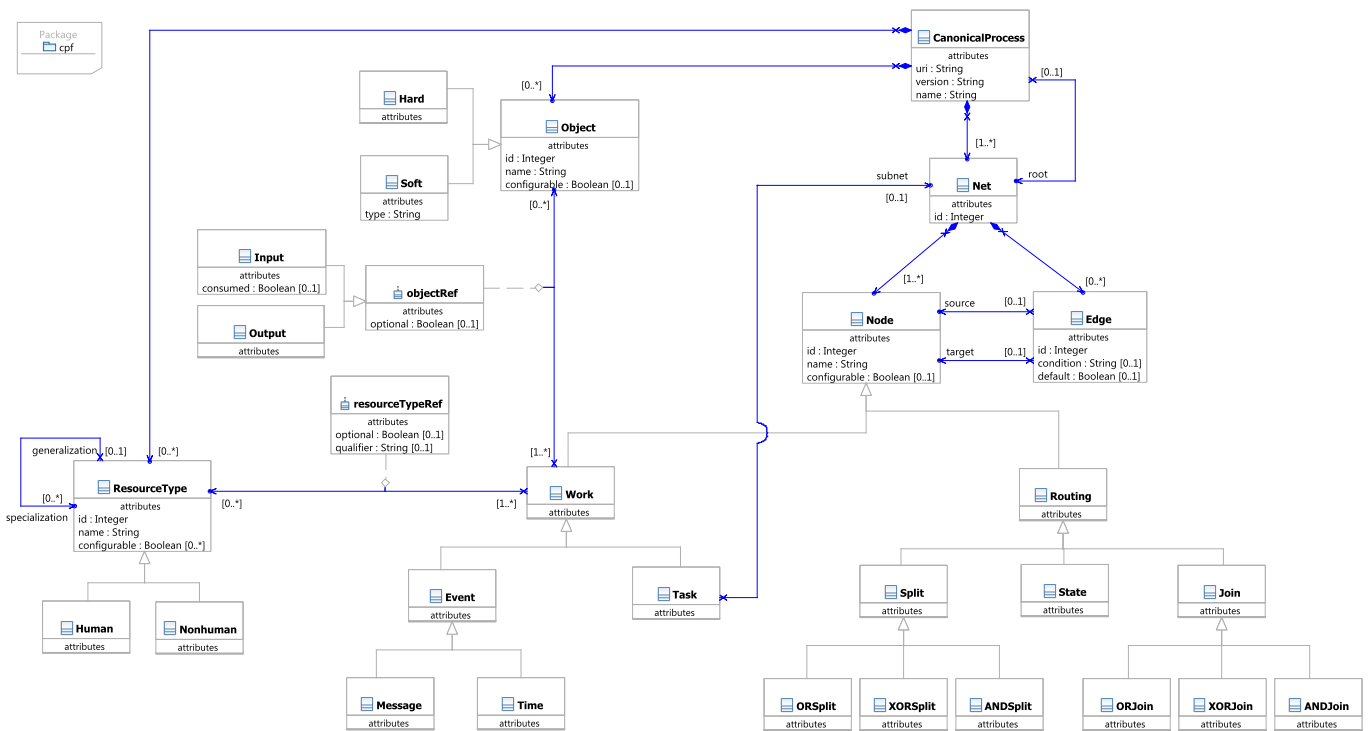 Package
cpf
CanonicalProcess
attributes
uri : String
version : String
name : String
[0..1]
[0..*]
Hard
attributes
Object
attributes
id : Integer
name : String
configurable : Boolean [0..1]
[1..*]
Soft
attributes
type : String
subnet
[0..1]
Net
attributes
id : Integer
root
[0..*]
Input
attributes
consumed : Boolean [0..1]
objectRef
attributes
optional : Boolean [0..1]
Output
attributes
[1..*]
[0..*]
Node
attributes
id : Integer
name : String
configurable : Boolean [0..1]
source
[0..1]
target
[0..1]
Edge
attributes
id : Integer
condition : String [0..1]
default : Boolean [0..1]
resourceTypeRef
attributes
optional : Boolean [0..1]
qualifier : String [0..1]
generalization
[0..1]
[0..*]
[0..*]
specialization
ResourceType
attributes
id : Integer
name : String
configurable : Boolean [0..*]
[0..*]
[1..*]
[1..*]
Work
attributes
Routing
attributes
Event
attributes
Task
attributes
Split
attributes
State
attributes
Join
attributes
Human
attributes
Nonhuman
attributes
Message
attributes
Time
attributes
ORSplit
attributes
XORSplit
attributes
ANDSplit
attributes
ORJoin
attributes
XORJoin
attributes
ANDJoin
attributes